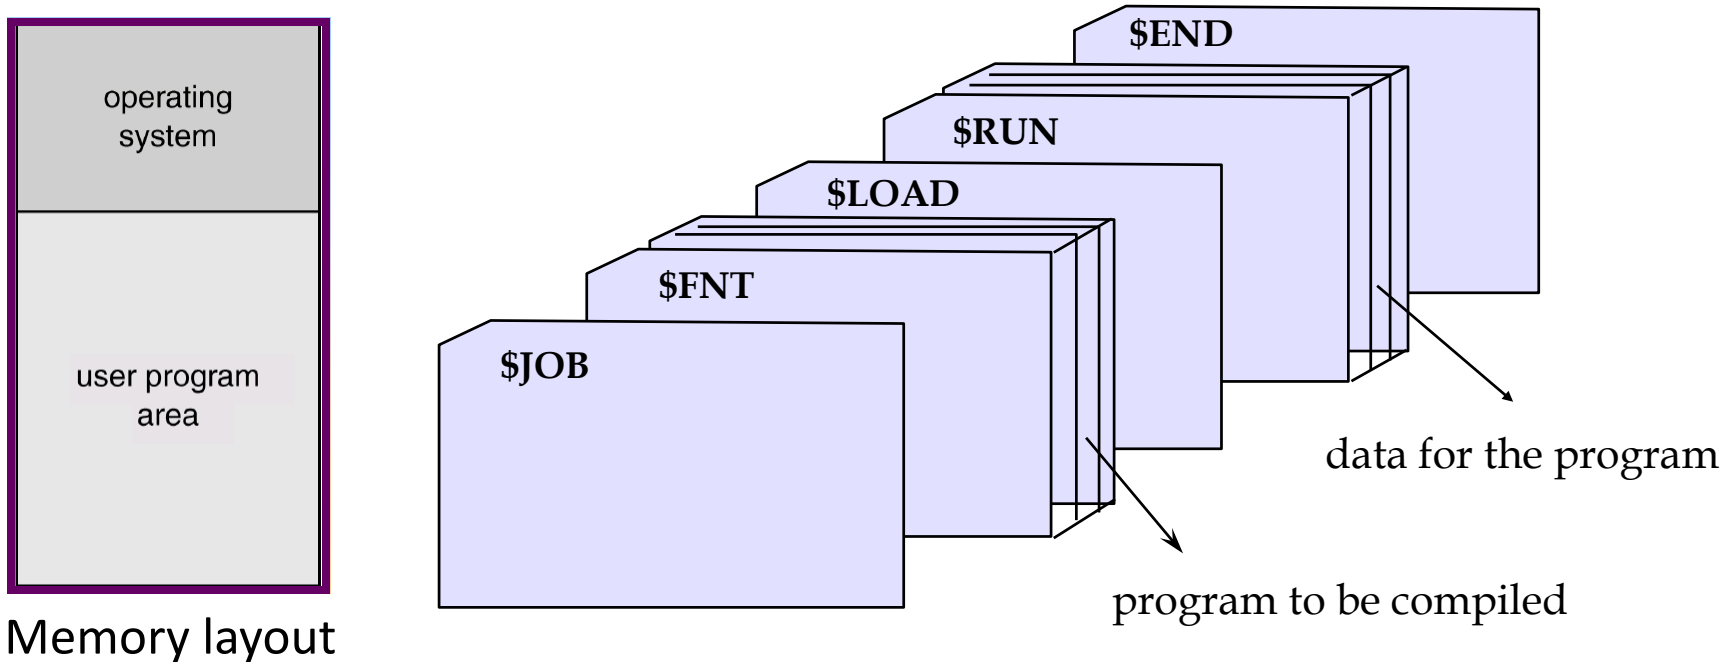 operating
system
user program
area
Memory layout
$END
$RUN
$LOAD
$FNT
$JOB
data for the program
program to be compiled